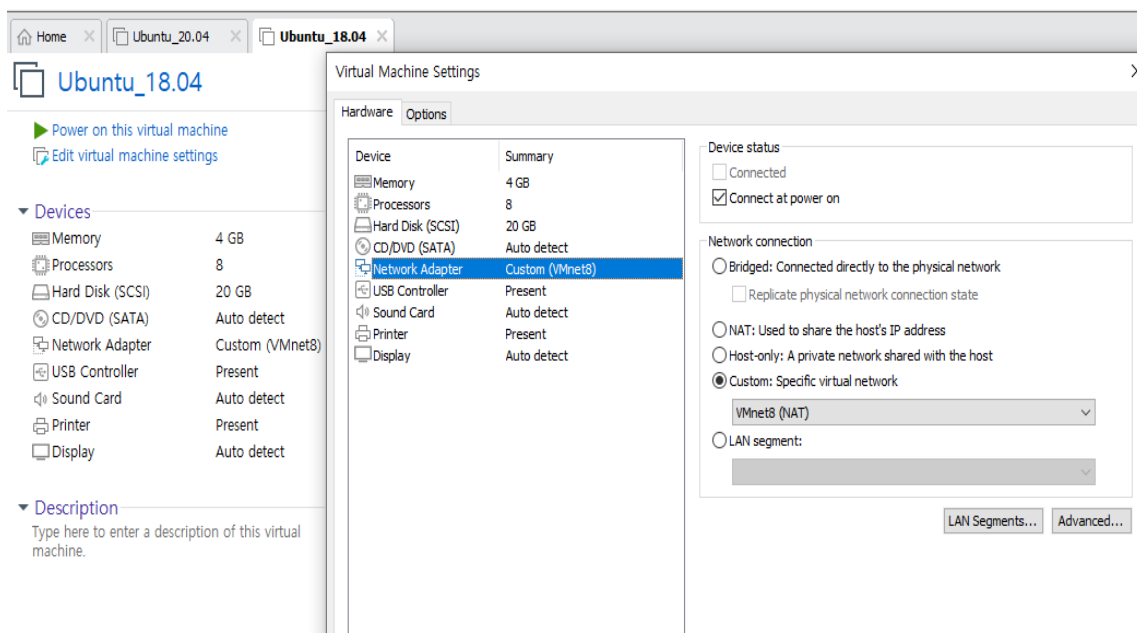 Home
Ubuntu_20.04
Ubuntu_18.04
Ubuntu_18.04
Power on this virtual machine
Edit virtual machine settings
Devices
Memory 4 GB
Processors 8
Hard Disk (SCSI) 20 GB
CD/DVD (SATA) Auto detect
Network Adapter Custom (VMnet8)
USB Controller Present
Sound Card Auto detect
Printer Present
Display Auto detect
Description
Type here to enter a description of this virtual
machine.
Virtual Machine Settings
Hardware Options
Device Summary
Memory 4 GB
Processors 8
Hard Disk (SCSI) 20 GB
CD/DVD (SATA) Auto detect
Network Adapter Custom (VMnet8)
USB Controller Present
Sound Card Auto detect
Printer Present
Display Auto detect
Device status
Connected
Connect at power on
Network connection
Bridged: Connected directly to the physical network
Replicate physical network connection state
NAT: Used to share the host's IP address
Host-only: A private network shared with the host
Custom: Specific virtual network
VMnet8 (NAT)
LAN segment:
LAN Segments... Advanced...